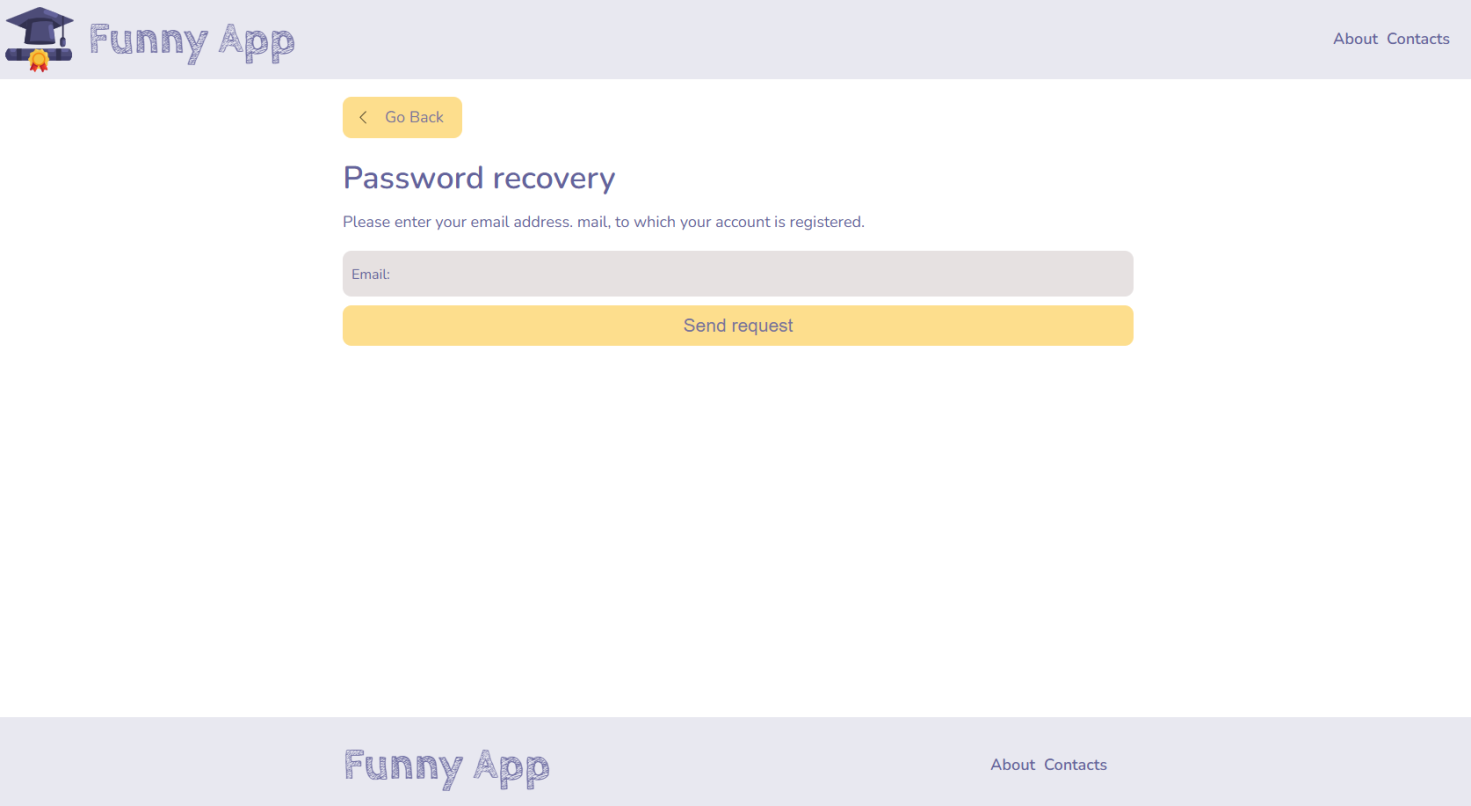 Funny App
About Contacts
Go Back
Password recovery
Please enter your email address. mail, to which your account is registered.
Email:
Send request
Funny App
About Contacts